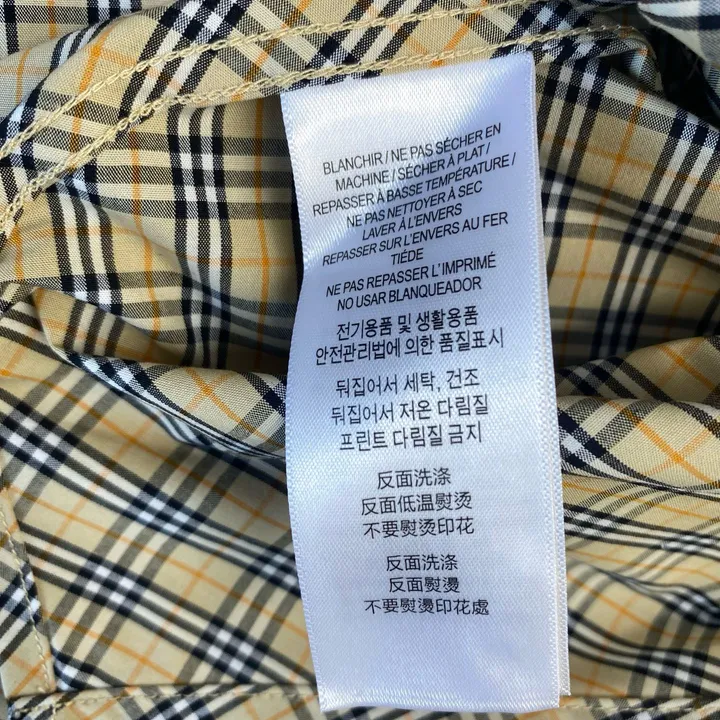 BLANCHIR / NE PAS SÉCHER EN
MACHINE / SÉCHER À PLAT /
REPASSER À BASSE TEMPÉRATURE /
NE PAS NETTOYER À SEC
LAVER À L'ENVERS
REPASSER SUR L'ENVERS AU FER
TIÉDE
NE PAS REPASSER L'IMPRIMÉ
NO USAR BLANQUEADOR
전기용품 및 생활용품
안전관리법에 의한 품질표시
뒤집어서 세탁, 건조
뒤집어서 저온 다림질
프린트 다림질 금지
反面洗涤
反面低温熨烫
不要熨烫印花
反面洗滌
反面熨燙
不要熨燙印花處